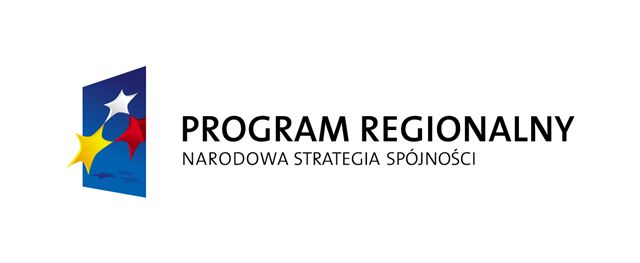 PROGRAM REGIONALNY
NARODOWA STRATEGIA SPÓJNOŚCI